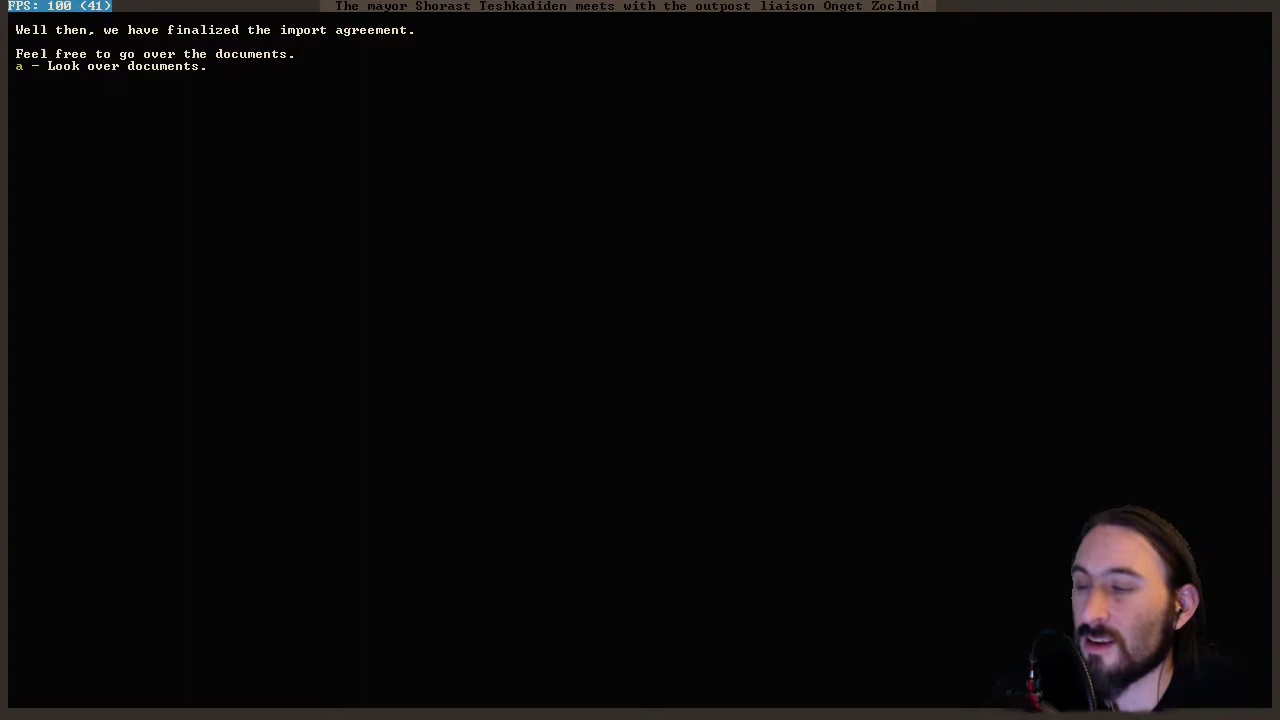 FPS: 100 (41)
The mayor Shorast Teshkadiden meets with the outpost liaison Onget Zoclnd
Well then, we have finalized the import agreement.
Feel free to go over the documents.
a - Look over documents.